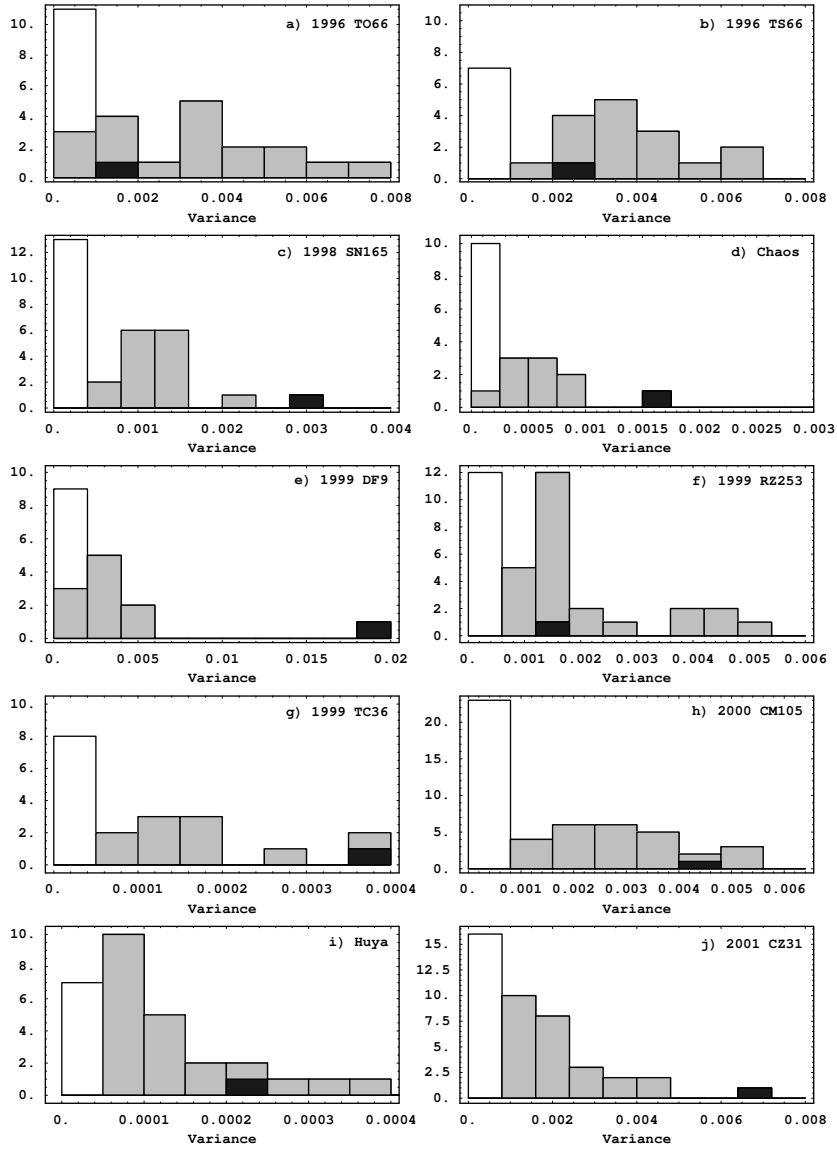 a) 1996 TO66
10.
8.
6.
4.
2.
0.
0. 0.002 0.004 0.006 0.008
Variance
b) 1996 TS66
10.
8.
6.
4.
2.
0.
0. 0.002 0.004 0.006 0.008
Variance
c) 1998 SN165
12.
10.
8.
6.
4.
2.
0.
0. 0.001 0.002 0.003 0.004
Variance
d) Chaos
10.
8.
6.
4.
2.
0.
0. 0.0005 0.001 0.0015 0.002 0.0025 0.003
Variance
e) 1999 DF9
10.
8.
6.
4.
2.
0.
0. 0.005 0.01 0.015 0.02
Variance
f) 1999 RZ253
12.
10.
8.
6.
4.
2.
0.
0. 0.001 0.002 0.003 0.004 0.005 0.006
Variance
g) 1999 TC36
10.
8.
6.
4.
2.
0.
0. 0.0001 0.0002 0.0003 0.0004
Variance
h) 2000 CM105
20.
15.
10.
5.
0.
0. 0.001 0.002 0.003 0.004 0.005 0.006
Variance
i) Huya
10.
8.
6.
4.
2.
0.
0. 0.0001 0.0002 0.0003 0.0004
Variance
j) 2001 CZ31
15.
12.5
10.
7.5
5.
2.5
0.
0. 0.002 0.004 0.006 0.008
Variance